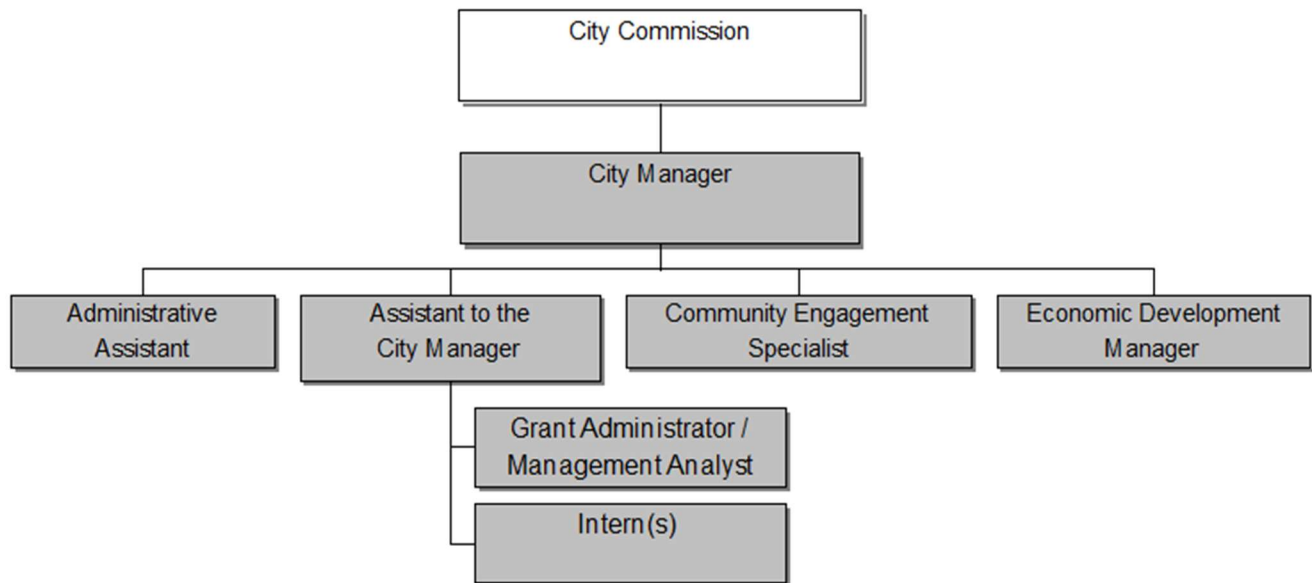 City Commission
City Manager
Administrative
Assistant
Assistant to the
City Manager
Community Engagement
Specialist
Economic Development
Manager
Grant Administrator /
Management Analyst
Intern(s)